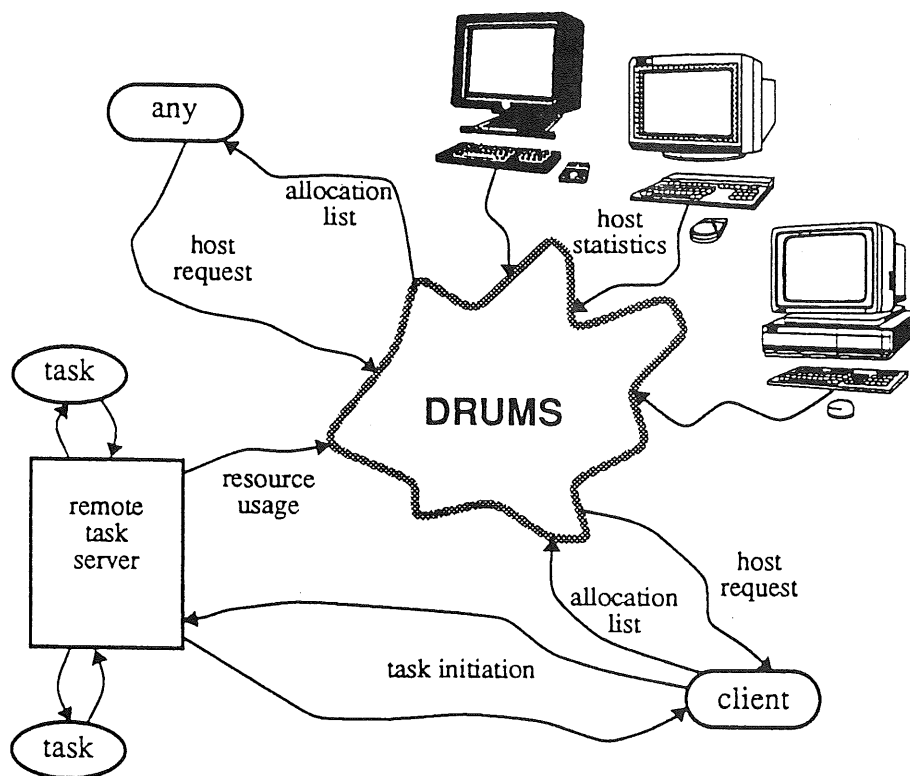 any
allocation
list
host
request
host
statistics
task
DRUMS
resource
usage
remote
task
server
host
request
allocation
list
task initiation
client
task